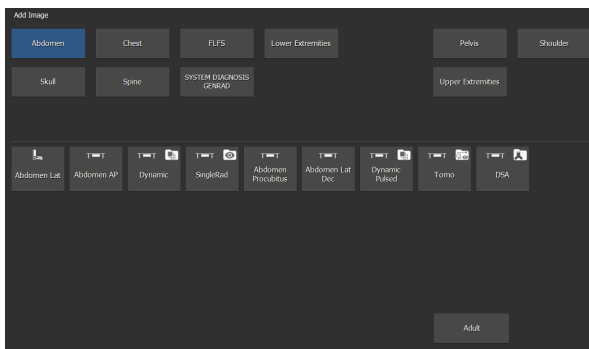 Add Image
Abdomen
Chest
FLFS
Lower Extremities
Pelvis
Shoulder
Skull
Spine
SYSTEM DIAGNOSIS
GENRAD
Upper Extremities
Abdomen Lat
Abdomen AP
Dynamic
SingleRad
Abdomen
Procubitus
Abdomen Lat
Dec
Dynamic
Pulsed
Tomo
DSA
Adult